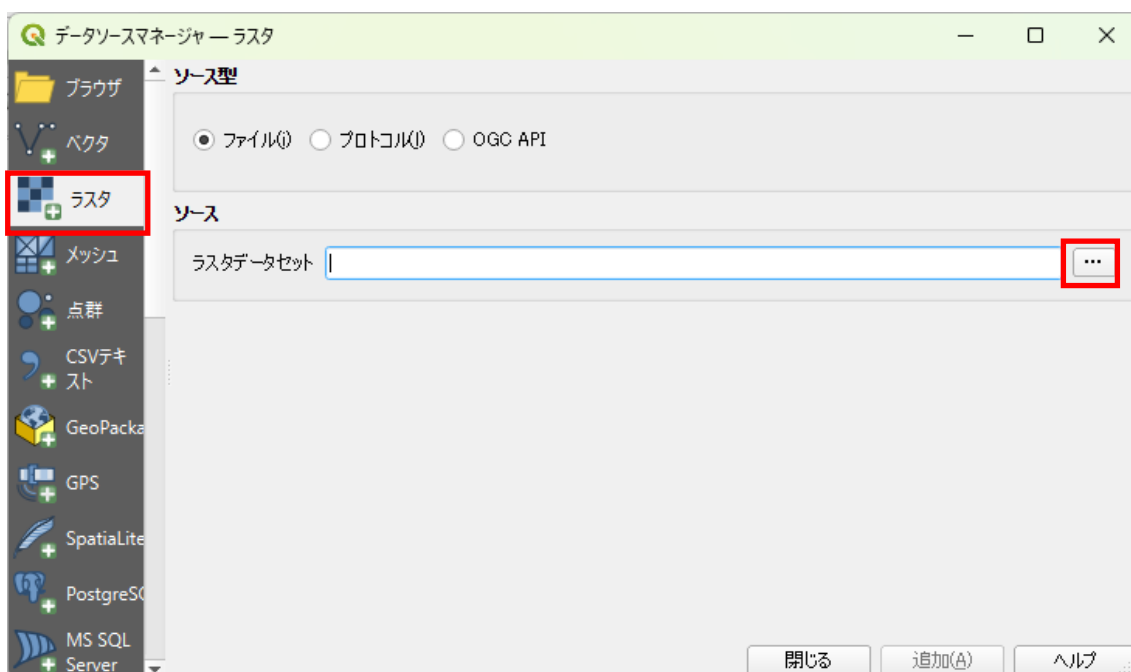 データソースマネージャ — ラスタ
ブラウザ
ベクタ
ラスタ
メッシュ
点群
CSVテキ
スト
GeoPacka
GPS
SpatiaLite
PostgreSQ
MS SQL
Server
ソース型
ファイル(i) プロトコル(l) OGC API
ソース
ラスタデータセット
…
閉じる 追加(A) ヘルプ